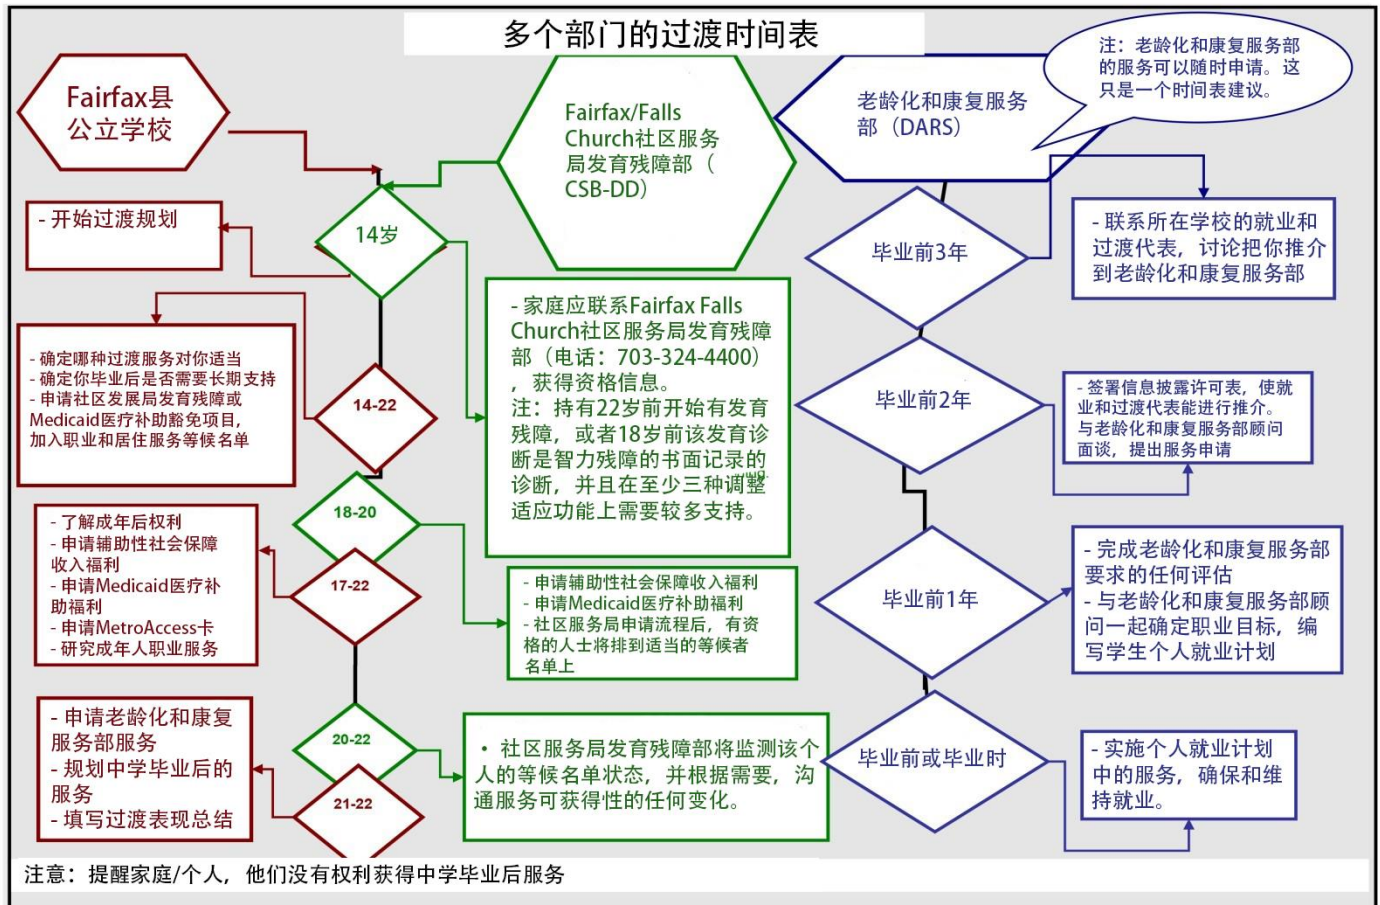 多个部门的过渡时间表
Fairfax县
公立学校
Fairfax/Falls
Church社区服务
局发育残障部（
CSB-DD）
老龄化和康复服务
部（DARS）
注：老龄化和康复服务部
的服务可以随时申请。这
只是一个时间表建议。
14岁
- 开始过渡规划
- 家庭应联系Fairfax Falls
Church社区服务局发育残障
部（电话：703-324-4400）
，获得资格信息。
注：持有22岁前开始有发育
残障，或者18岁前该发育诊
断是智力残障的书面记录的
诊断，并且在至少三种调整
适应功能上需要较多支持。
14-22
- 确定哪种过渡服务对你适当
- 确定你毕业后是否需要长期支持
- 申请社区发展局发育残障或
Medicaid医疗补助豁免项目，
加入职业和居住服务等候名单
18-20
- 申请辅助性社会保障收入福利
- 申请Medicaid医疗补助福利
- 社区服务局申请流程后，有资
格的人士将排到适当的等候者
名单上
17-22
- 了解成年后权利
- 申请辅助性社会保障
收入福利
- 申请Medicaid医疗补
助福利
- 申请MetroAccess卡
- 研究成年人职业服务
20-22
• 社区服务局发育残障部将监测该个
人的等候名单状态，并根据需要，沟
通服务可获得性的任何变化。
21-22
- 申请老龄化和康复
服务部服务
- 规划中学毕业后的
服务
- 填写过渡表现总结
毕业前3年
- 联系所在学校的就业和
过渡代表，讨论把你推介
到老龄化和康复服务部
毕业前2年
- 签署信息披露许可表，使就
业和过渡代表能进行推介。
与老龄化和康复服务部顾问
面谈，提出服务申请
毕业前1年
- 完成老龄化和康复服务部
要求的任何评估
- 与老龄化和康复服务部顾
问一起确定职业目标，编
写学生个人就业计划
毕业前或毕业时
- 实施个人就业计划
中的服务，确保和维
持就业。
注意：提醒家庭/个人，他们没有权利获得中学毕业后服务